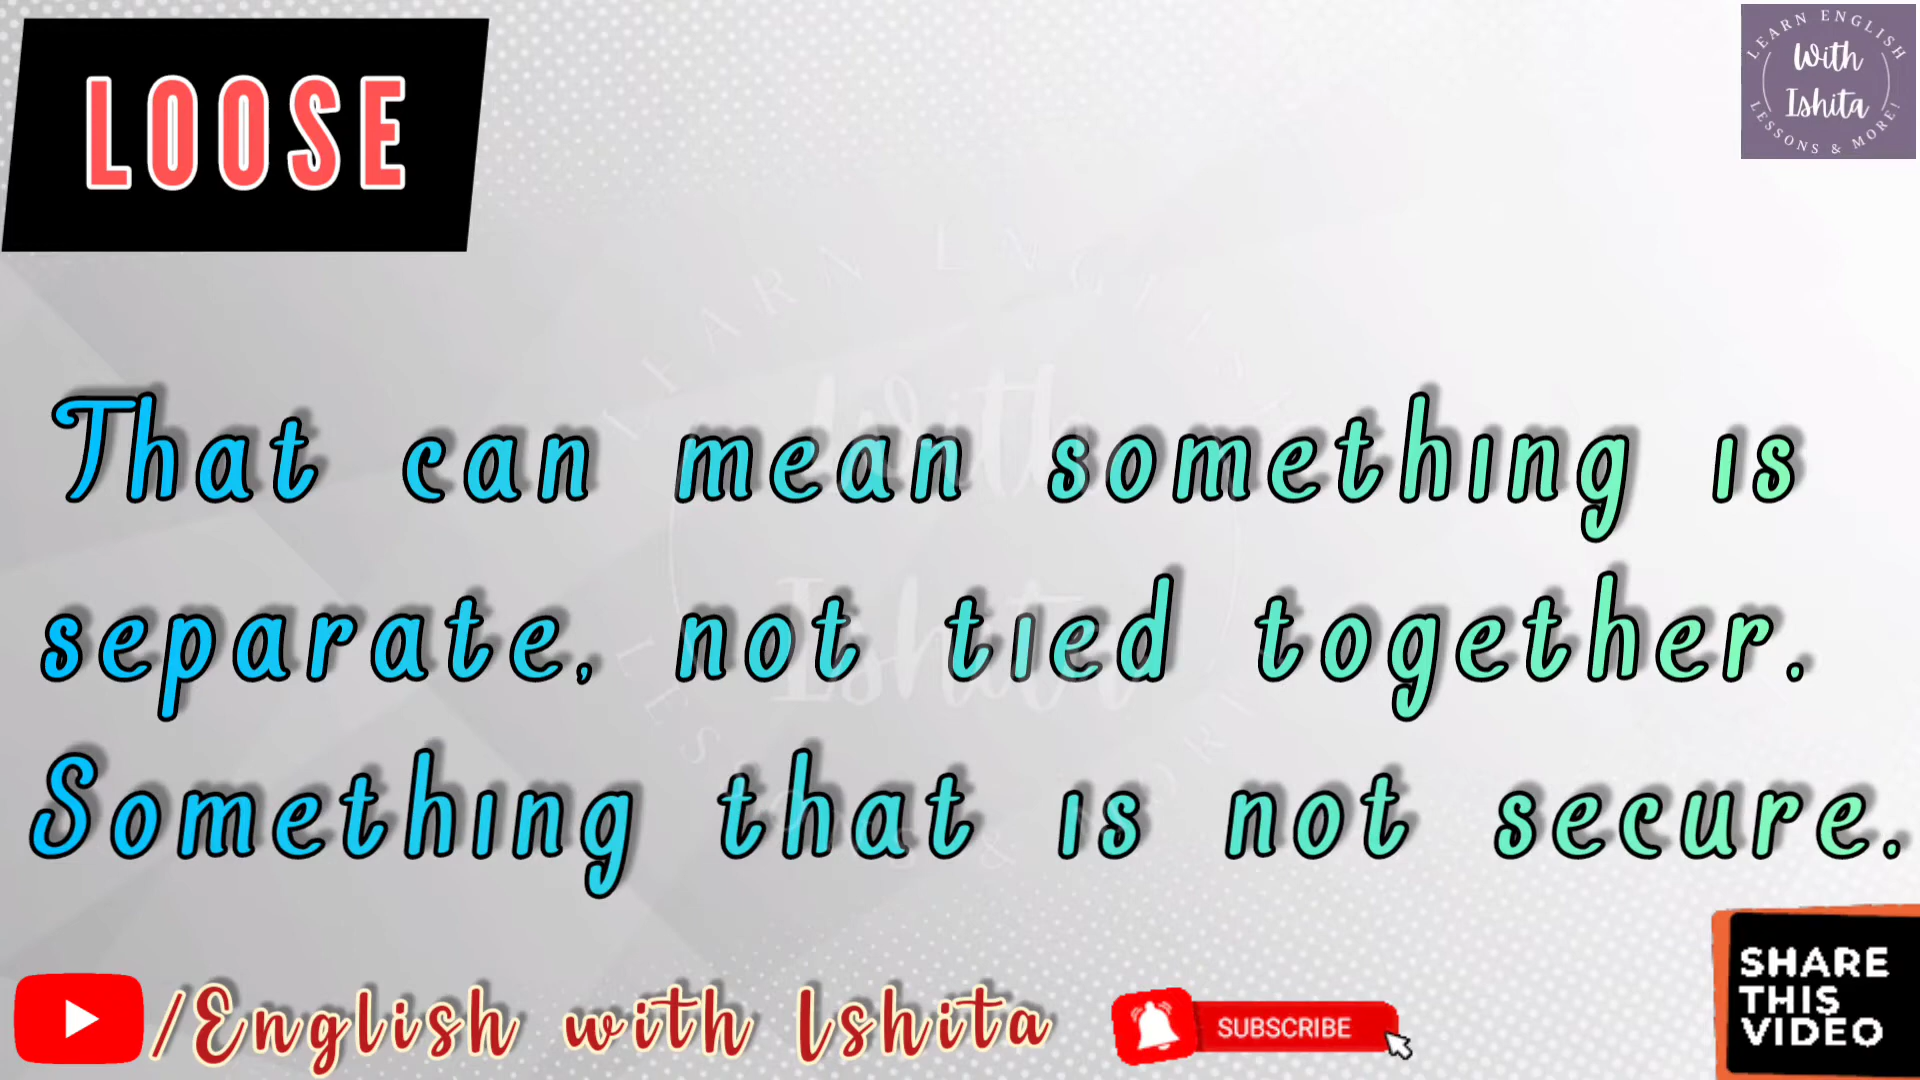 LOOSE
LEARN ENGLISH
With
Ishita
LESSONS & MORE!
That can mean something is
separate, not tied together.
Something that is not secure.
/English with Ishita
SUBSCRIBE
SHARE
THIS
VIDEO